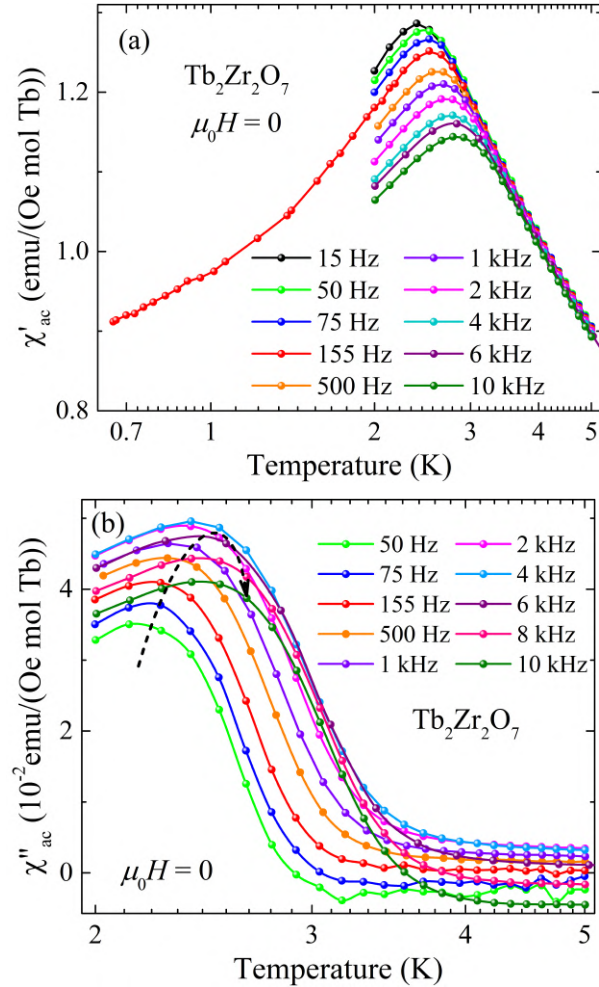 (a)
Tb₂Zr₂O₇
μ₀H = 0
χ'ac (emu/(Oe mol Tb))
1.2
1.0
0.8
15 Hz
50 Hz
75 Hz
155 Hz
500 Hz
1 kHz
2 kHz
4 kHz
6 kHz
10 kHz
0.7 1 2 3 4 5
Temperature (K)
(b)
χ''ac (10⁻² emu/(Oe mol Tb))
4
2
0
50 Hz
75 Hz
155 Hz
500 Hz
1 kHz
2 kHz
4 kHz
6 kHz
8 kHz
10 kHz
Tb₂Zr₂O₇
μ₀H = 0
2 3 4 5
Temperature (K)